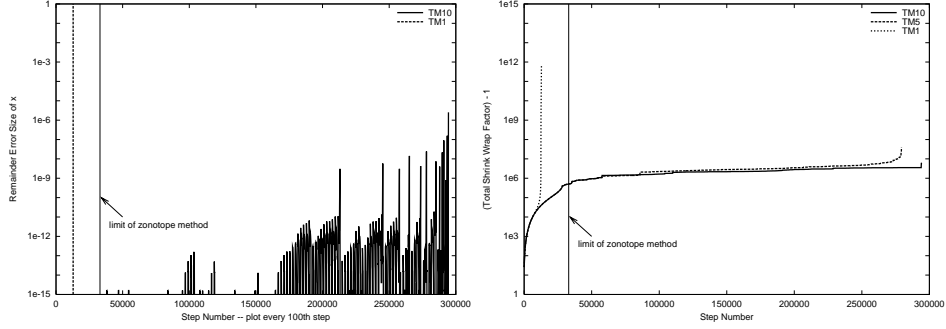 1
1e-3
1e-6
1e-9
1e-12
1e-15
Remainder Error Size of x
TM10
TM1
limit of zonotope method
0 50000 100000 150000 200000 250000 300000
Step Number -- plot every 100th step
1e15
1e12
1e9
1e6
1e3
1
(Total Shrink Wrap Factor) - 1
TM10
TM5
TM1
limit of zonotope method
0 50000 100000 150000 200000 250000 300000
Step Number